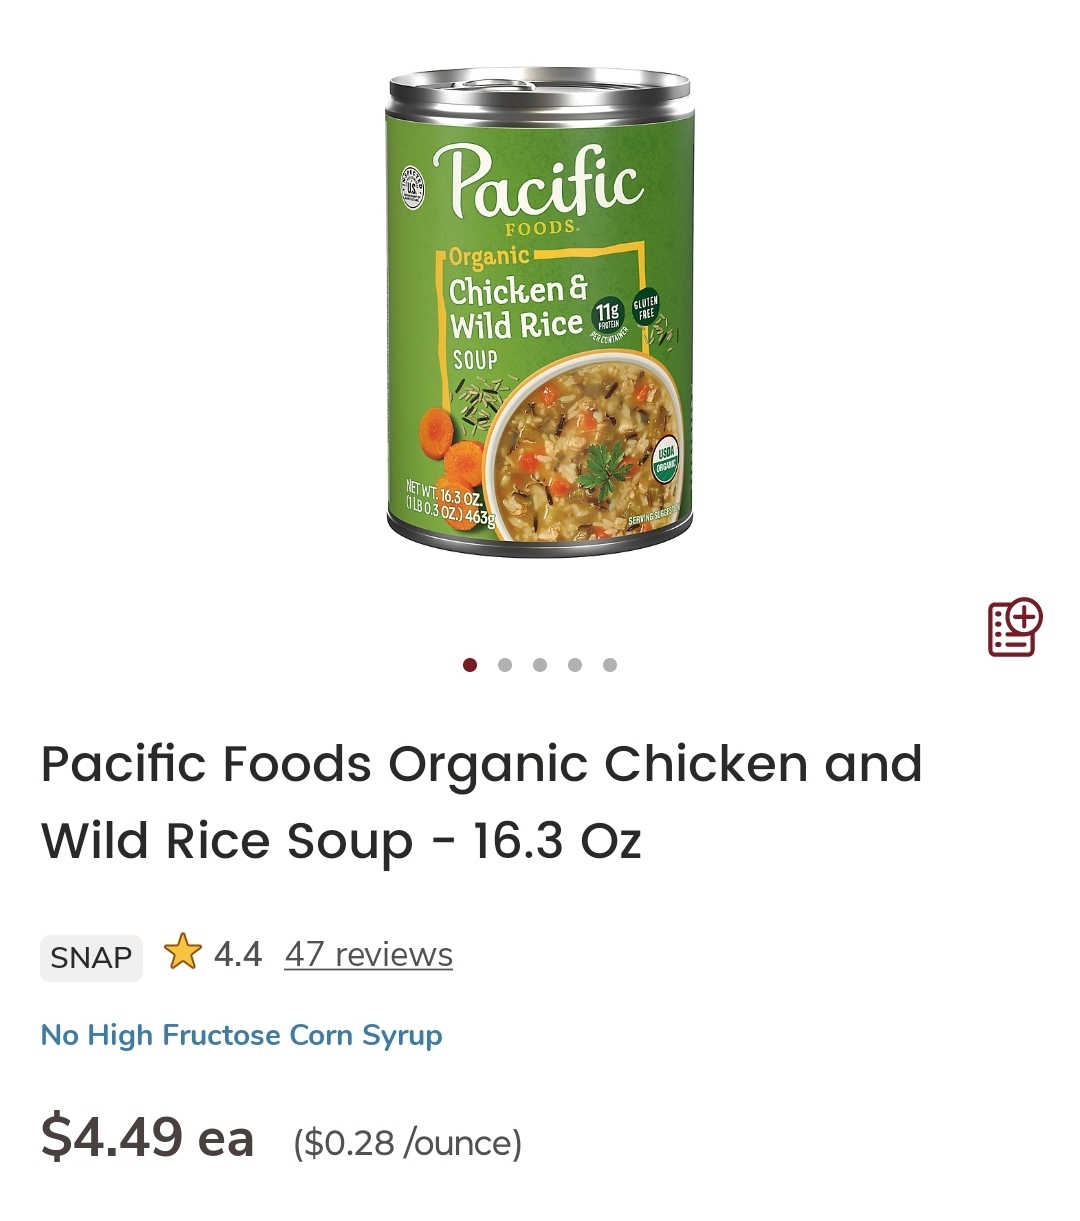 Pacific
FOODS.
Organic
Chicken &
Wild Rice
SOUP
11g
PROTEIN
PER CONTAINER
GLUTEN
FREE
USDA
ORGANIC
NET WT. 16.3 OZ.
(1 LB 0.3 OZ.) 463g
Pacific Foods Organic Chicken and
Wild Rice Soup - 16.3 Oz
SNAP 4.4 47 reviews
No High Fructose Corn Syrup
$4.49 ea ($0.28 /ounce)